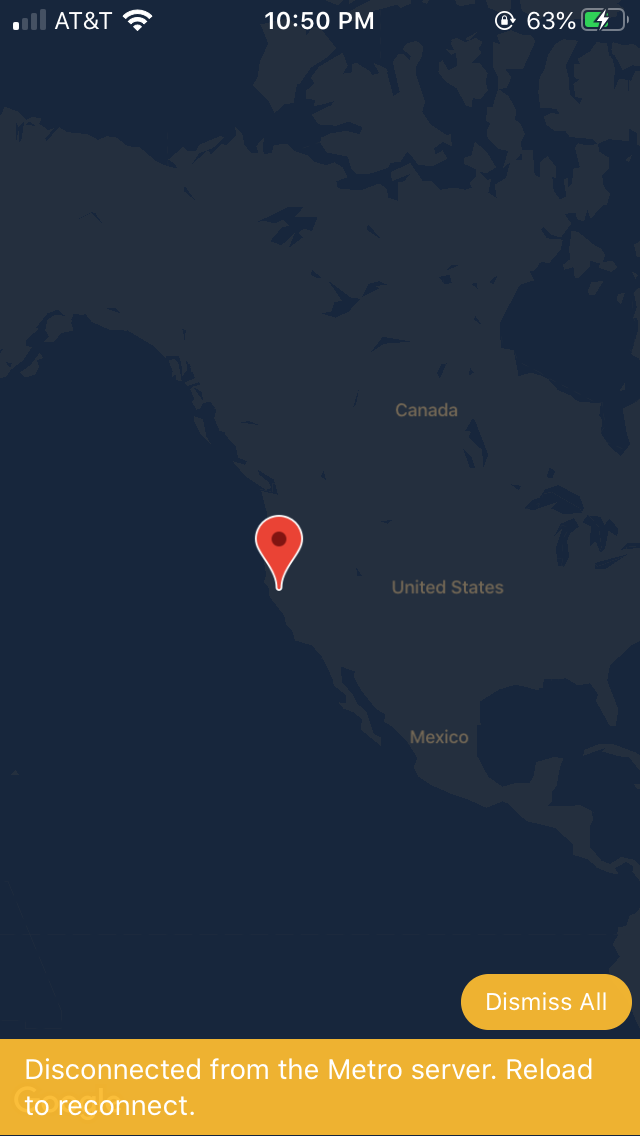 AT&T 10:50 PM 63%
Canada
United States
Mexico
Dismiss All
Disconnected from the Metro server. Reload
to reconnect.
Google